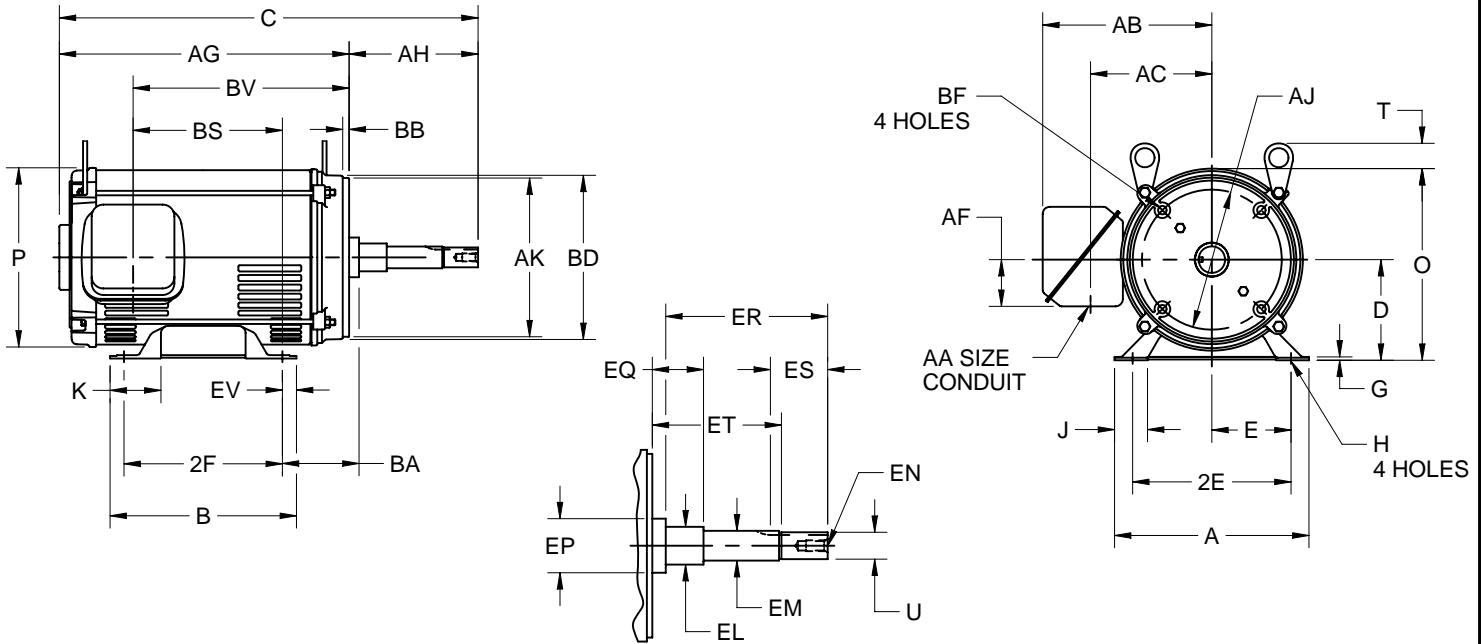 C
AG
AH
BV
BS
BB
P
AK
BD
K
EV
2F
BA
B
ER
EQ
ES
ET
EN
EP
EM
EL
U
AB
AC
BF
4 HOLES
AJ
T
AF
O
D
AA SIZE
CONDUIT
G
J
E
H
4 HOLES
2E
A